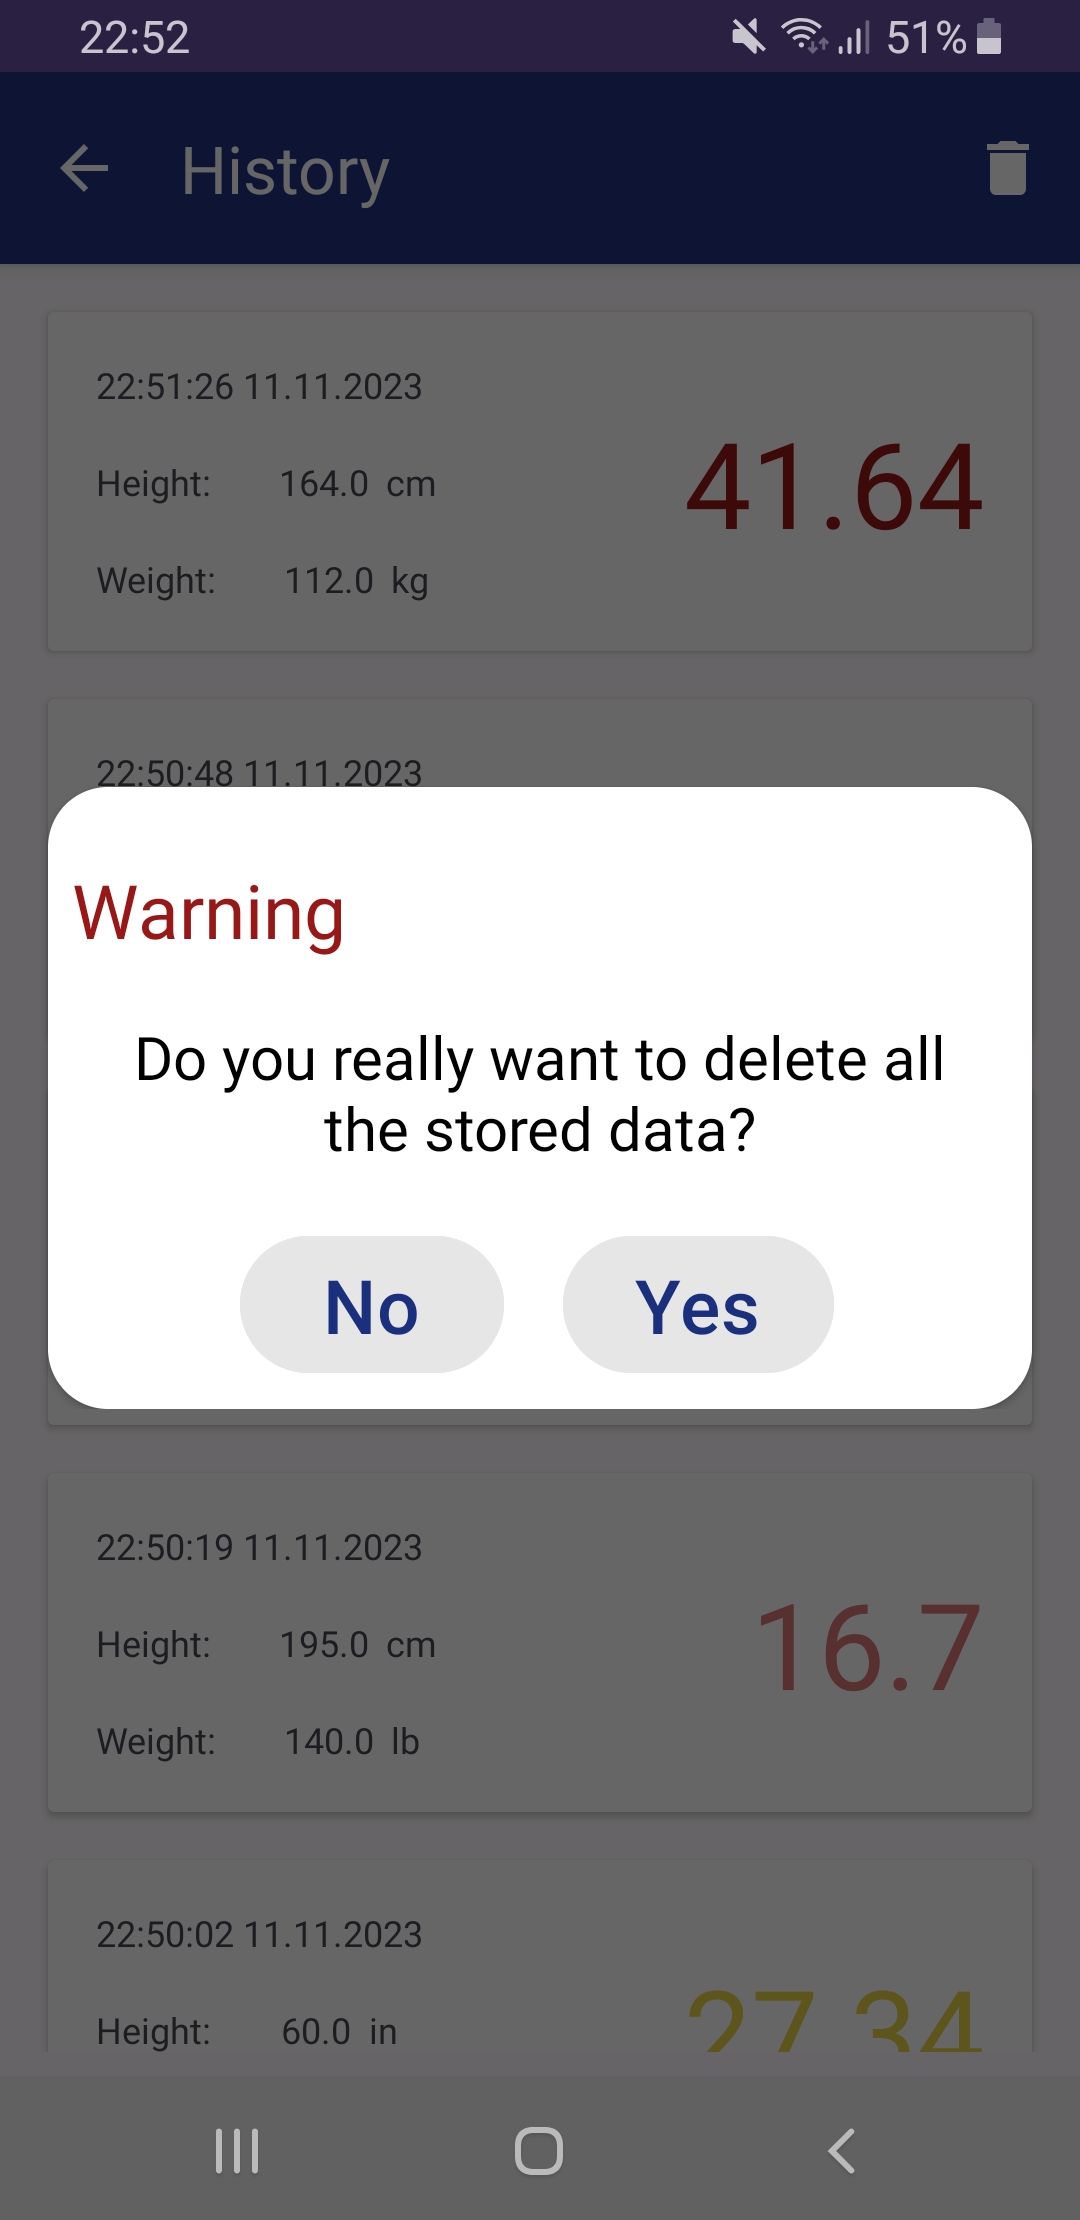 22:52 51%
History
22:51:26 11.11.2023
Height: 164.0 cm
41.64
Weight: 112.0 kg
22:50:48 11.11.2023
Warning
Do you really want to delete all
the stored data?
No Yes
22:50:19 11.11.2023
Height: 195.0 cm
16.7
Weight: 140.0 lb
22:50:02 11.11.2023
Height: 60.0 in
27.34